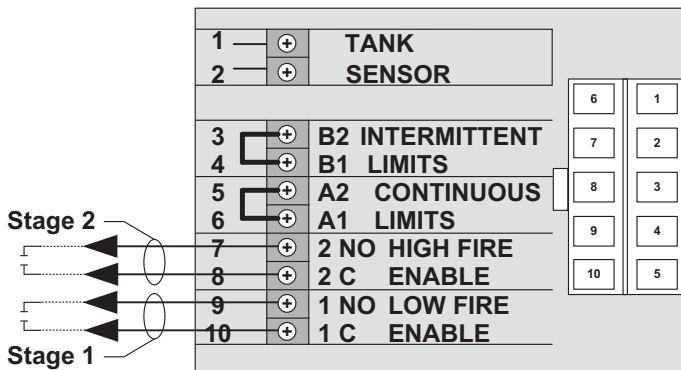 1 TANK
2 SENSOR
3 B2 INTERMITTENT
4 B1 LIMITS
5 A2 CONTINUOUS
6 A1 LIMITS
7 2 NO HIGH FIRE
8 2 C ENABLE
9 1 NO LOW FIRE
10 1 C ENABLE
Stage 2
Stage 1
6 1
7 2
8 3
9 4
10 5